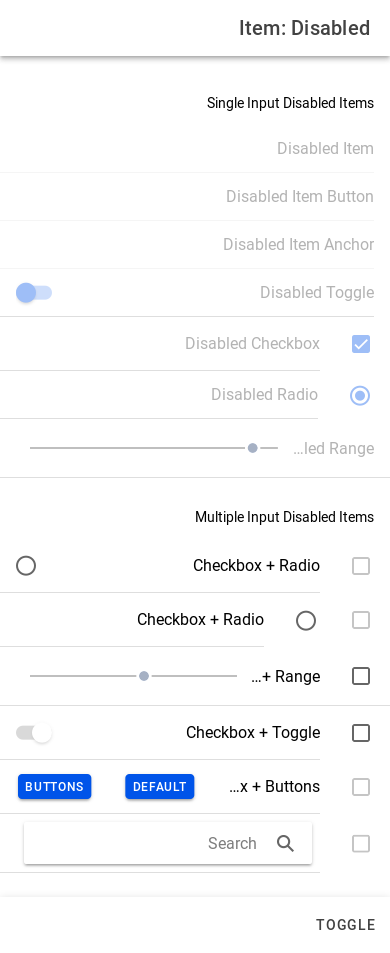 Item: Disabled
Single Input Disabled Items
Disabled Item
Disabled Item Button
Disabled Item Anchor
Disabled Toggle
Disabled Checkbox
Disabled Radio
...led Range
Multiple Input Disabled Items
Checkbox + Radio
Checkbox + Radio
...+ Range
Checkbox + Toggle
...x + Buttons DEFAULT BUTTONS
Search
TOGGLE